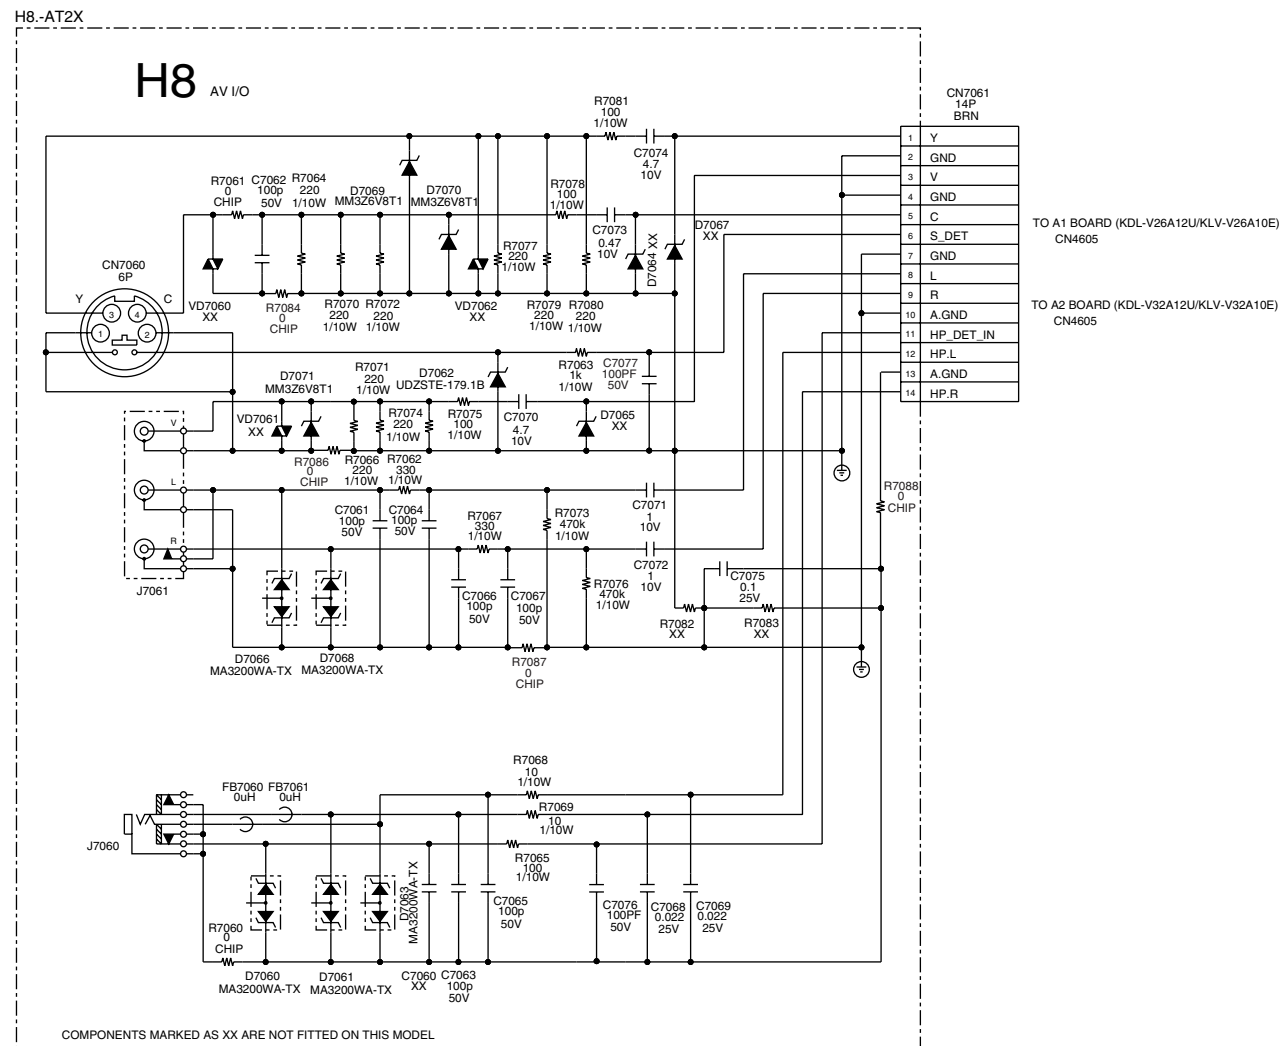 H8.-AT2X
H8 AV I/O
CN7061
14P
BRN
1 Y
2 GND
3 V
4 GND
5 C
6 S_DET
7 GND
8 L
9 R
10 A.GND
11 HP_DET_IN
12 HP.L
13 A.GND
14 HP.R
TO A1 BOARD (KDL-V26A12U/KLV-V26A10E)
CN4605
TO A2 BOARD (KDL-V32A12U/KLV-V32A10E)
CN4605
R7081
100
1/10W
C7074
4.7
10V
R7061
0
CHIP
C7062
100p
50V
R7064
220
1/10W
D7069
MM3Z6V8T1
D7070
MM3Z6V8T1
R7078
100
1/10W
C7073
0.47
10V
D7067
XX
D7064 XX
R7077
220
1/10W
CN7060
6P
Y
C
3
4
1
2
VD7060
XX
R7084
0
CHIP
R7070
220
1/10W
R7072
220
1/10W
VD7062
XX
R7079
220
1/10W
R7080
220
1/10W
D7071
MM3Z6V8T1
R7071
220
1/10W
D7062
UDZSTE-179.1B
R7063
1k
1/10W
C7077
100PF
50V
VD7061
XX
R7074
220
1/10W
R7075
100
1/10W
C7070
4.7
10V
D7065
XX
V
L
R
J7061
R7086
0
CHIP
R7066
220
1/10W
R7062
330
1/10W
C7061
100p
50V
C7064
100p
50V
R7067
330
1/10W
R7073
470k
1/10W
C7071
1
10V
R7088
0
CHIP
C7072
1
10V
C7066
100p
50V
C7067
100p
50V
R7076
470k
1/10W
C7075
0.1
25V
R7082
XX
R7083
XX
D7066
MA3200WA-TX
D7068
MA3200WA-TX
R7087
0
CHIP
R7068
10
1/10W
FB7060
0uH
FB7061
0uH
R7069
10
1/10W
J7060
R7065
100
1/10W
D7063
MA3200WA-TX
C7065
100p
50V
C7076
100PF
50V
C7068
0.022
25V
C7069
0.022
25V
R7060
0
CHIP
D7060
MA3200WA-TX
D7061
MA3200WA-TX
C7060
XX
C7063
100p
50V
COMPONENTS MARKED AS XX ARE NOT FITTED ON THIS MODEL